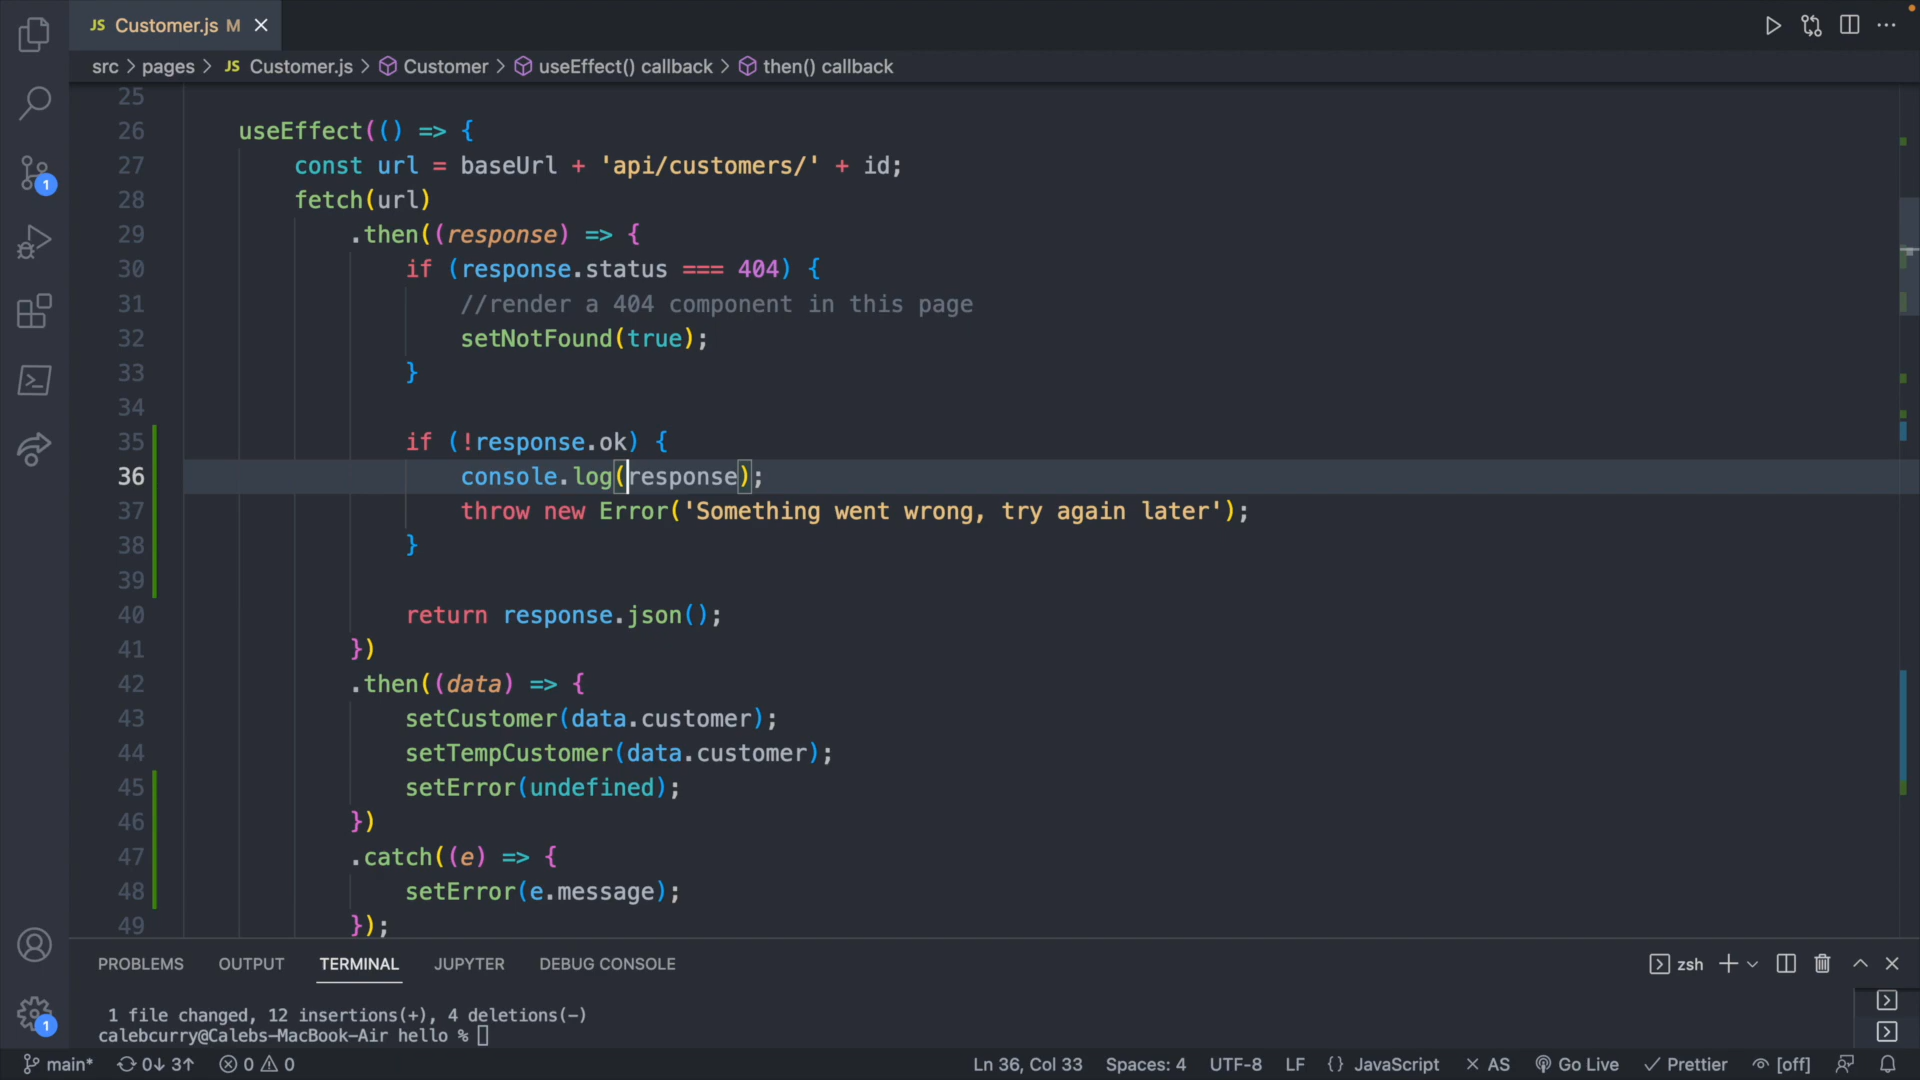 JS Customer.js M
src > pages > JS Customer.js > Customer > useEffect() callback > then() callback
25
26 useEffect(() => {
27 const url = baseUrl + 'api/customers/' + id;
28 fetch(url)
29 .then((response) => {
30 if (response.status === 404) {
31 //render a 404 component in this page
32 setNotFound(true);
33 }
34
35 if (!response.ok) {
36 console.log(response);
37 throw new Error('Something went wrong, try again later');
38 }
39
40 return response.json();
41 })
42 .then((data) => {
43 setCustomer(data.customer);
44 setTempCustomer(data.customer);
45 setError(undefined);
46 })
47 .catch((e) => {
48 setError(e.message);
49 });
1
1
PROBLEMS OUTPUT TERMINAL JUPYTER DEBUG CONSOLE zsh
1 file changed, 12 insertions(+), 4 deletions(-)
calebcurry@Calebs-MacBook-Air hello %
main* 0↓ 3↑ 0 0 Ln 36, Col 33 Spaces: 4 UTF-8 LF {} JavaScript × AS Go Live ✓ Prettier [off]